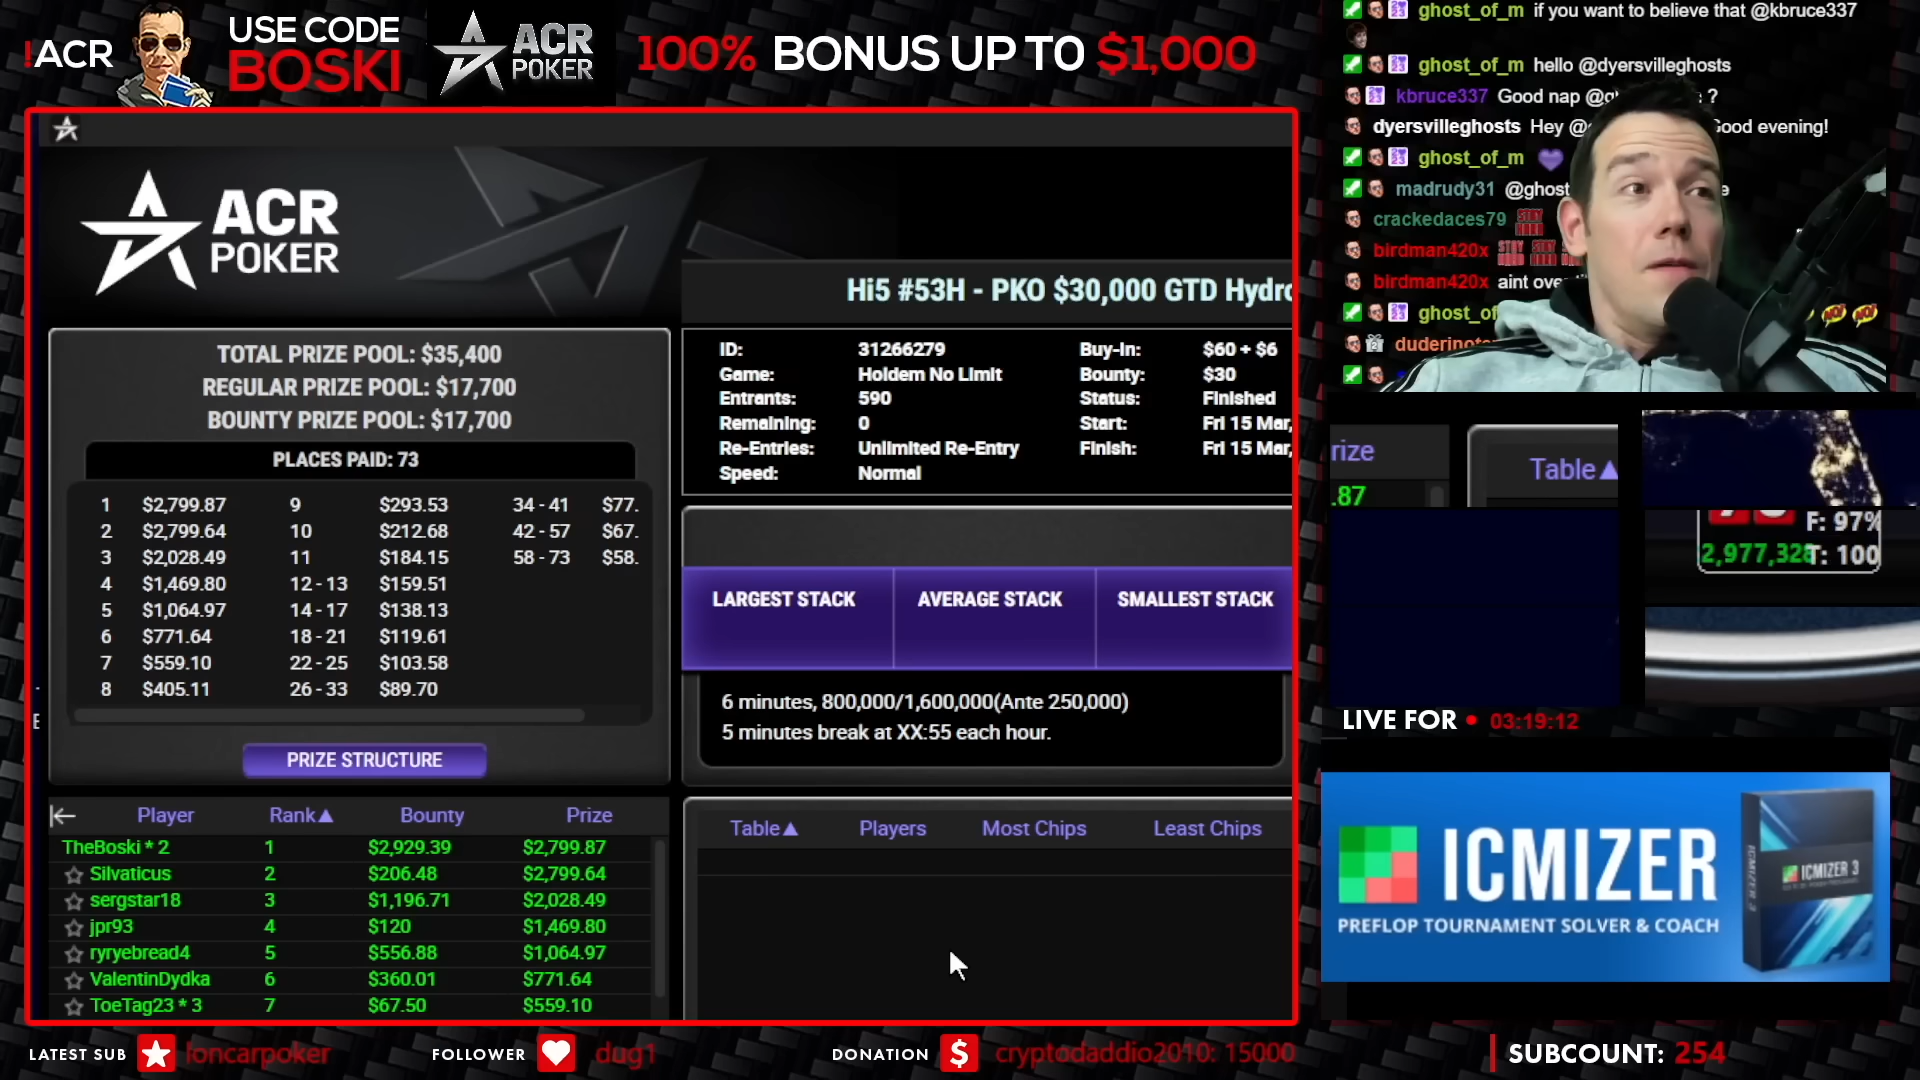 !ACR
USE CODE
BOSKI
ACR
POKER
100% BONUS UP TO $1,000
ACR
POKER
Hi5 #53H - PKO $30,000 GTD
TOTAL PRIZE POOL: $35,400
REGULAR PRIZE POOL: $17,700
BOUNTY PRIZE POOL: $17,700
PLACES PAID: 73
1 $2,799.87 9 $293.53 34 - 41 $77.
2 $2,799.64 10 $212.68 42 - 57 $67.
3 $2,028.49 11 $184.15 58 - 73 $58.
4 $1,469.80 12 - 13 $159.51
5 $1,064.97 14 - 17 $138.13
6 $771.64 18 - 21 $119.61
7 $559.10 22 - 25 $103.58
8 $405.11 26 - 33 $89.70
PRIZE STRUCTURE
ID: 31266279 Buy-In: $60 + $6
Game: Holdem No Limit Bounty: $30
Entrants: 590 Status: Finished
Remaining: 0 Start: Fri 15 Mar,
Re-Entries: Unlimited Re-Entry Finish: Fri 15 Mar,
Speed: Normal
LARGEST STACK AVERAGE STACK SMALLEST STACK
6 minutes, 800,000/1,600,000(Ante 250,000)
5 minutes break at XX:55 each hour.
Player Rank▲ Bounty Prize
TheBoski * 2 1 $2,929.39 $2,799.87
Silvaticus 2 $206.48 $2,799.64
sergstar18 3 $1,196.71 $2,028.49
jpr93 4 $120 $1,469.80
ryryebread4 5 $556.88 $1,064.97
ValentinDydka 6 $360.01 $771.64
ToeTag23 * 3 7 $67.50 $559.10
Table▲ Players Most Chips Least Chips
ghost_of_m if you want to believe that @kbruce337
ghost_of_m hello @dyersvilleghosts
kbruce337 Good nap ?
dyersvilleghosts Hey Good evening!
ghost_of_m
madrudy31 @ghost
crackedaces79
birdman420x
birdman420x aint
ghost_of
.87
Table▲
F: 97%
2,977,328 T: 100
LIVE FOR • 03:19:12
ICMIZER
PREFLOP TOURNAMENT SOLVER & COACH
ICMIZER 3
LATEST SUB loncarpoker FOLLOWER dug1 DONATION $ cryptodaddio2010: 15000 SUBCOUNT: 254